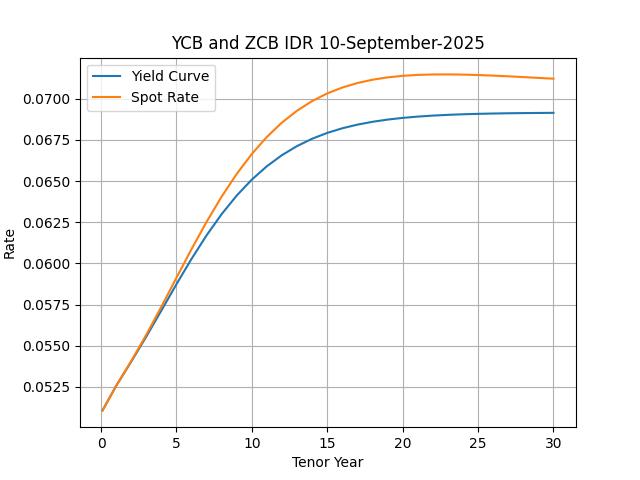 YCB and ZCB IDR 10-September-2025
Yield Curve
Spot Rate
0.0700
0.0675
0.0650
0.0625
0.0600
0.0575
0.0550
0.0525
Rate
0 5 10 15 20 25 30
Tenor Year